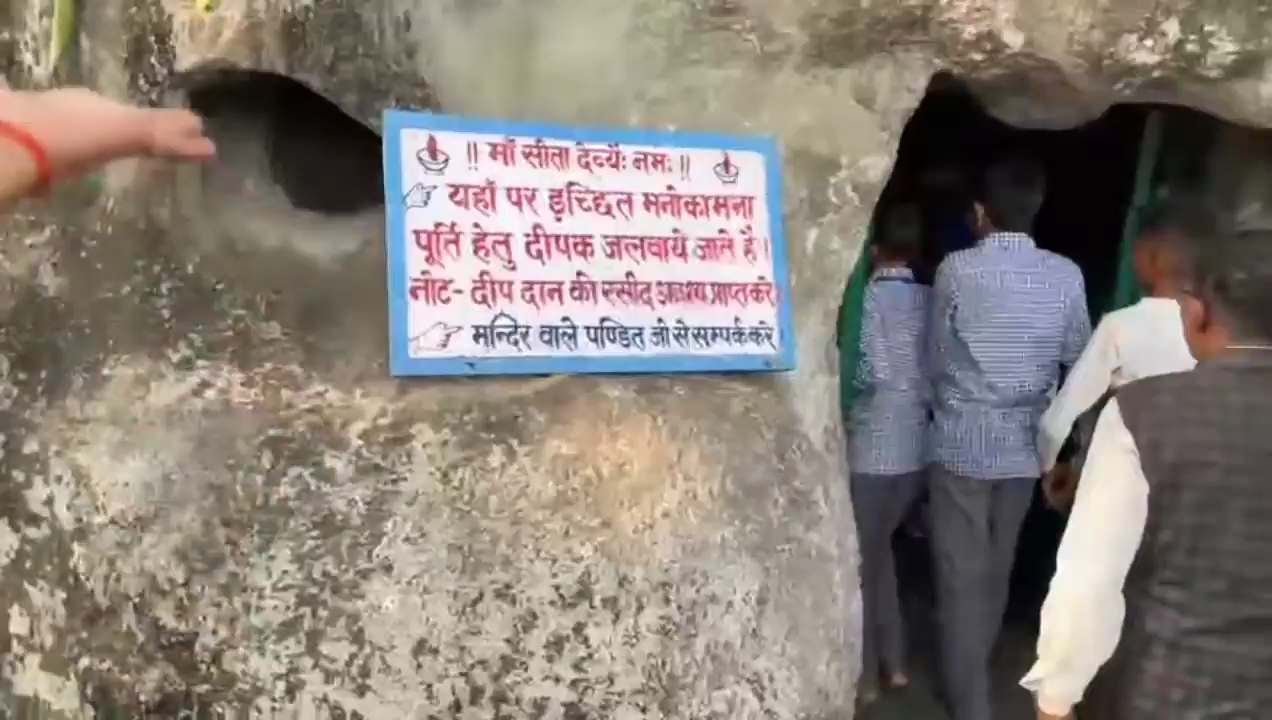 !! माँ सीता देव्यैः नमः !!
यहाँ पर इच्छित मनोकामना
पूर्ति हेतु दीपक जलवाये जाते है।
नोट- दीप दान की रसीद अवश्य प्राप्त करे
मन्दिर वाले पण्डित जी से सम्पर्क करे।